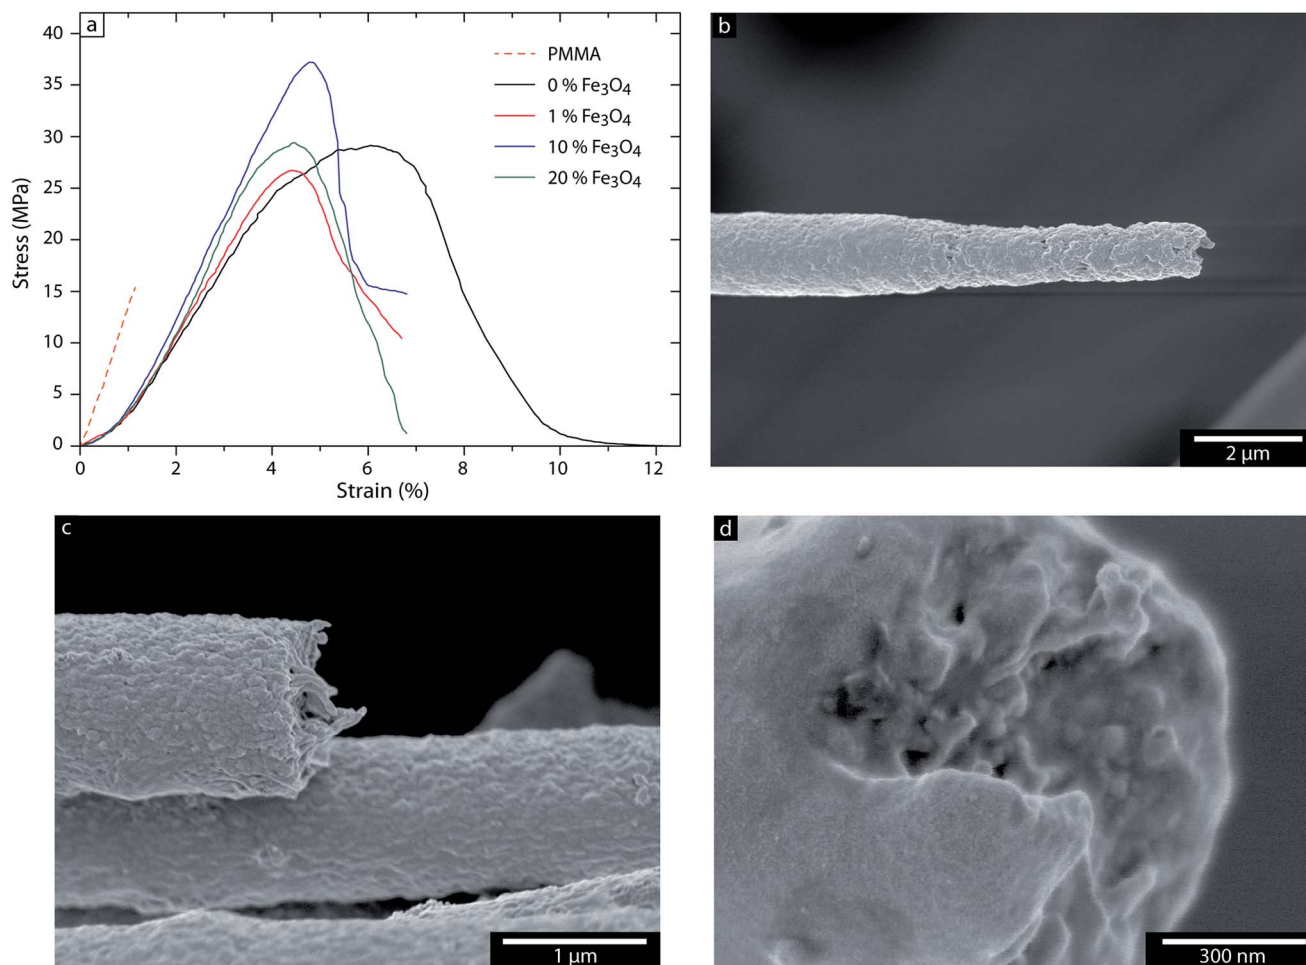 a
40
35
30
25
20
15
10
5
0
Stress (MPa)
0 2 4 6 8 10 12
Strain (%)
PMMA
0 % Fe₃O₄
1 % Fe₃O₄
10 % Fe₃O₄
20 % Fe₃O₄
b
2 µm
c
1 µm
d
300 nm